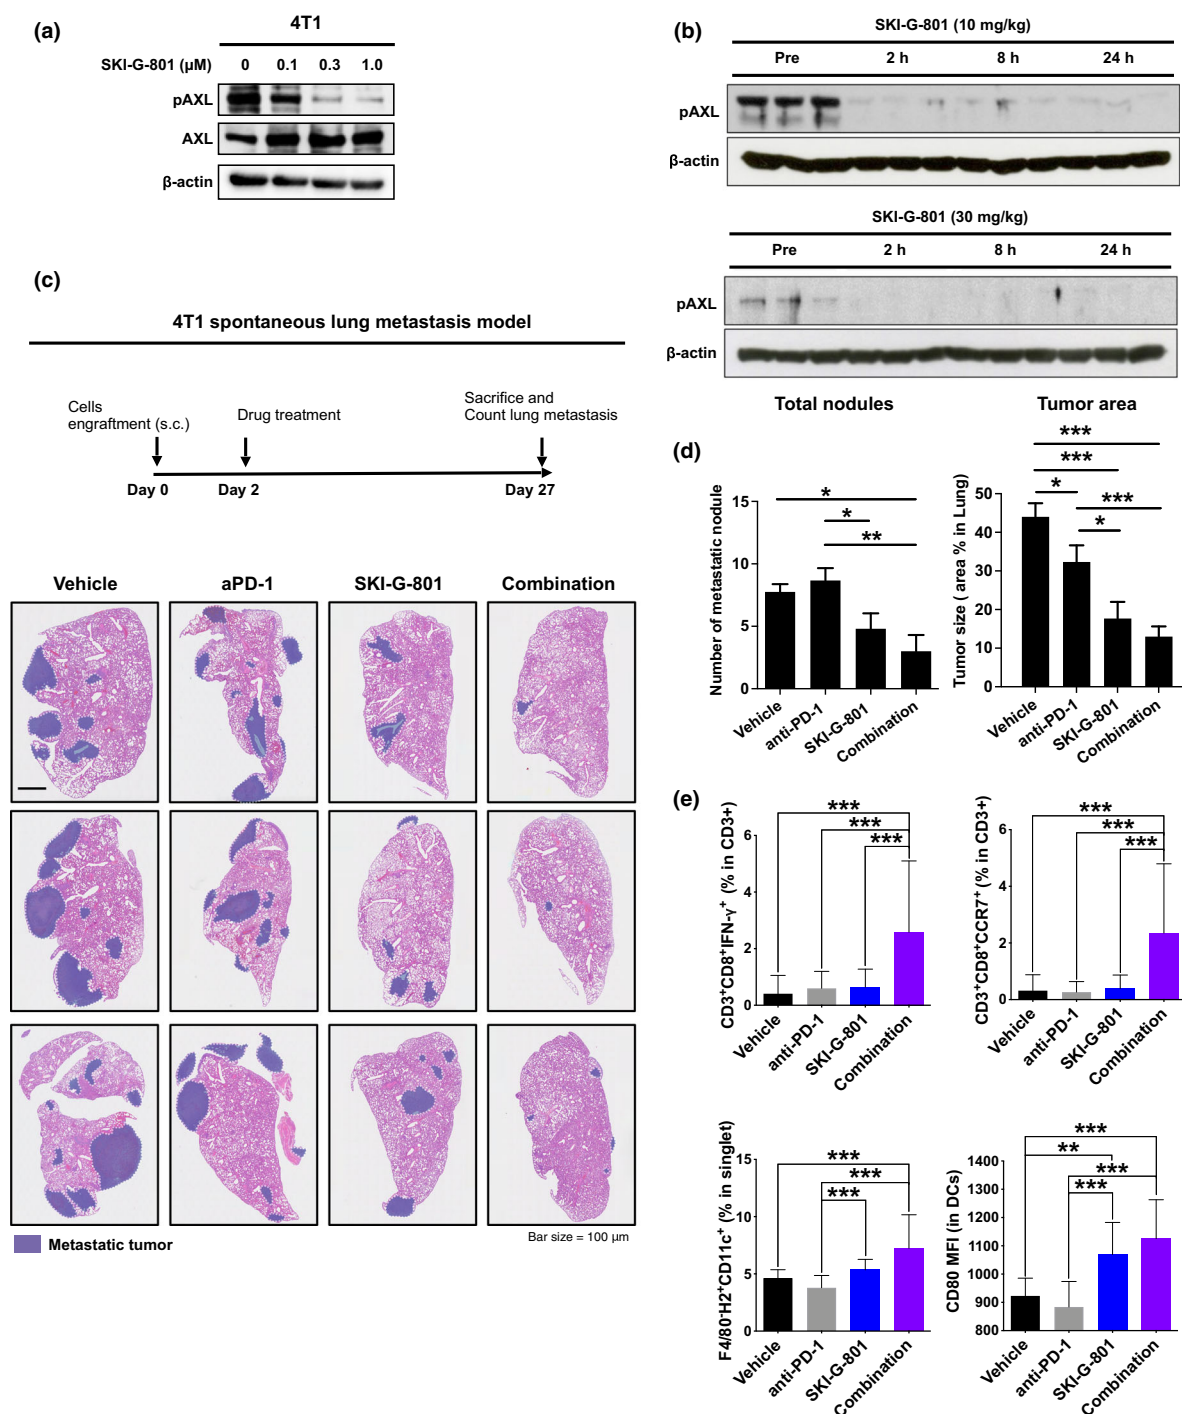 (a)
4T1
SKI-G-801 (μM) 0 0.1 0.3 1.0
pAXL
AXL
β-actin
(b)
SKI-G-801 (10 mg/kg)
Pre 2 h 8 h 24 h
pAXL
β-actin
SKI-G-801 (30 mg/kg)
Pre 2 h 8 h 24 h
pAXL
β-actin
(c)
4T1 spontaneous lung metastasis model
Cells
engraftment (s.c.)
Drug treatment
Sacrifice and
Count lung metastasis
Day 0 Day 2 Day 27
Vehicle aPD-1 SKI-G-801 Combination
Metastatic tumor
Bar size = 100 μm
(d)
Total nodules
Number of metastatic nodule
15
10
5
0
*
*
**
Vehicle anti-PD-1 SKI-G-801 Combination
Tumor area
Tumor size ( area % in Lung)
50
40
30
20
10
0
***
***
* ***
*
Vehicle anti-PD-1 SKI-G-801 Combination
(e)
CD3⁺CD8⁺IFN-γ⁺ (% in CD3+)
6
4
2
0
***
***
***
Vehicle anti-PD-1 SKI-G-801 Combination
CD3⁺CD8⁺CCR7⁺ (% in CD3+)
6
4
2
0
***
***
***
Vehicle anti-PD-1 SKI-G-801 Combination
F4/80⁻H2⁺CD11c⁺ (% in singlet)
15
10
5
0
***
***
***
Vehicle anti-PD-1 SKI-G-801 Combination
CD80 MFI (in DCs)
1400
1300
1200
1100
1000
900
800
***
**
***
***
Vehicle anti-PD-1 SKI-G-801 Combination